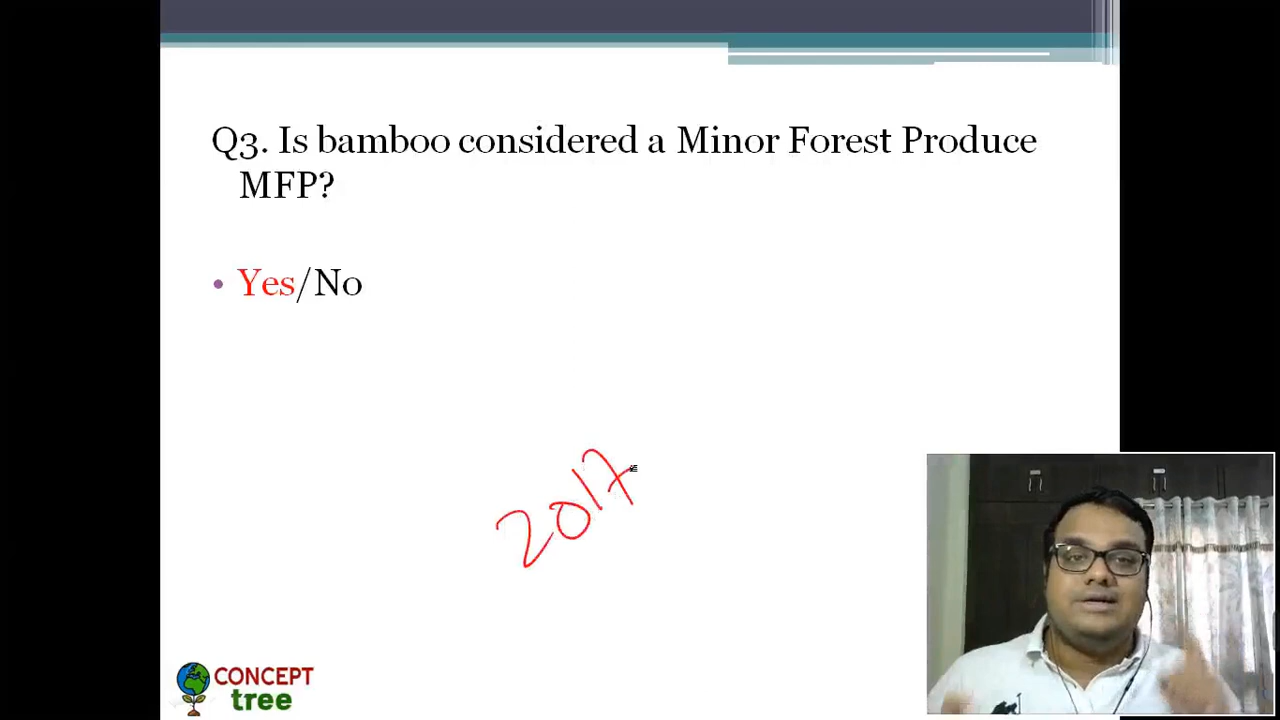 Q3. Is bamboo considered a Minor Forest Produce
MFP?
• Yes/No
2017
CONCEPT
tree